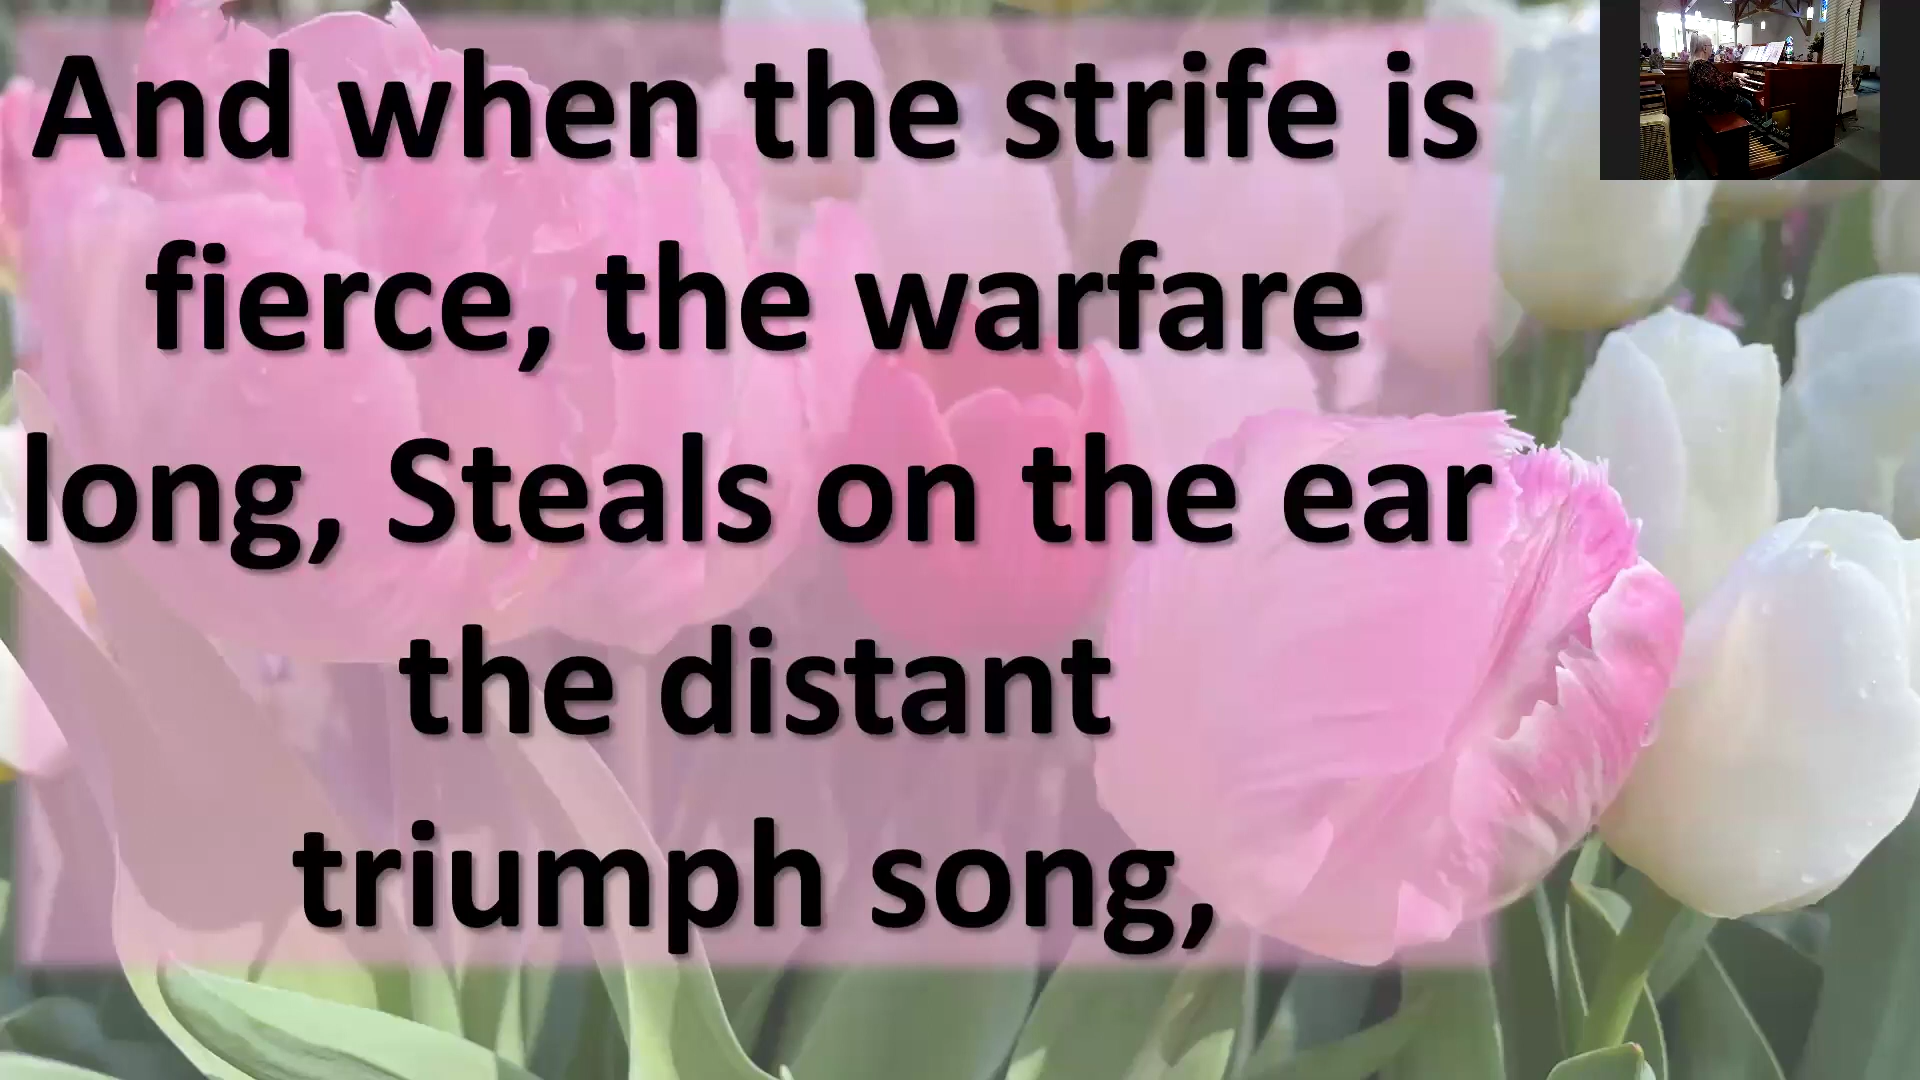 And when the strife is
fierce, the warfare
long, Steals on the ear
the distant
triumph song,